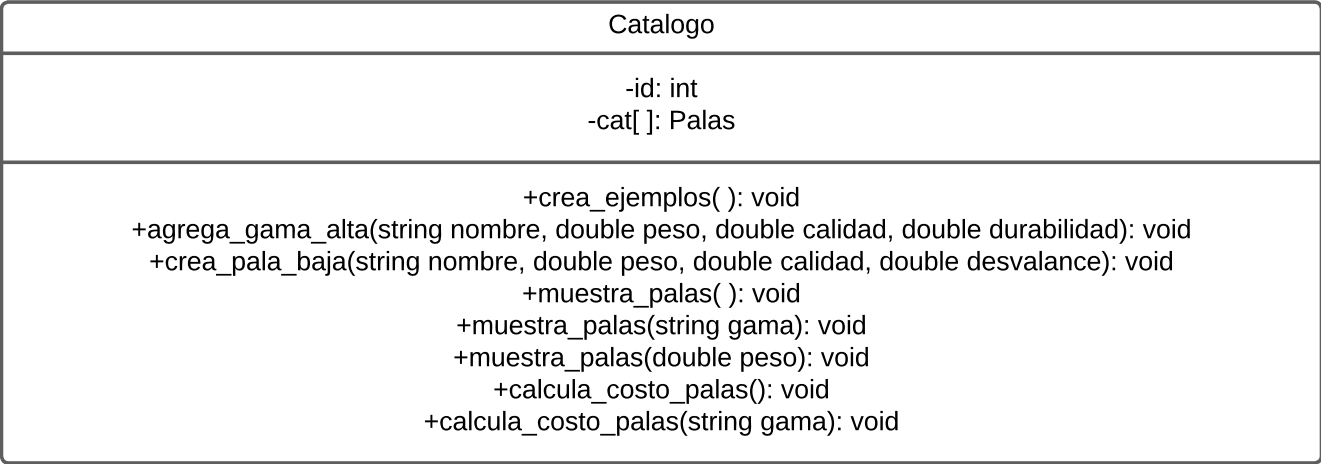 Catalogo
-id: int
-cat[ ]: Palas
+crea_ejemplos( ): void
+agrega_gama_alta(string nombre, double peso, double calidad, double durabilidad): void
+crea_pala_baja(string nombre, double peso, double calidad, double desvalance): void
+muestra_palas( ): void
+muestra_palas(string gama): void
+muestra_palas(double peso): void
+calcula_costo_palas(): void
+calcula_costo_palas(string gama): void